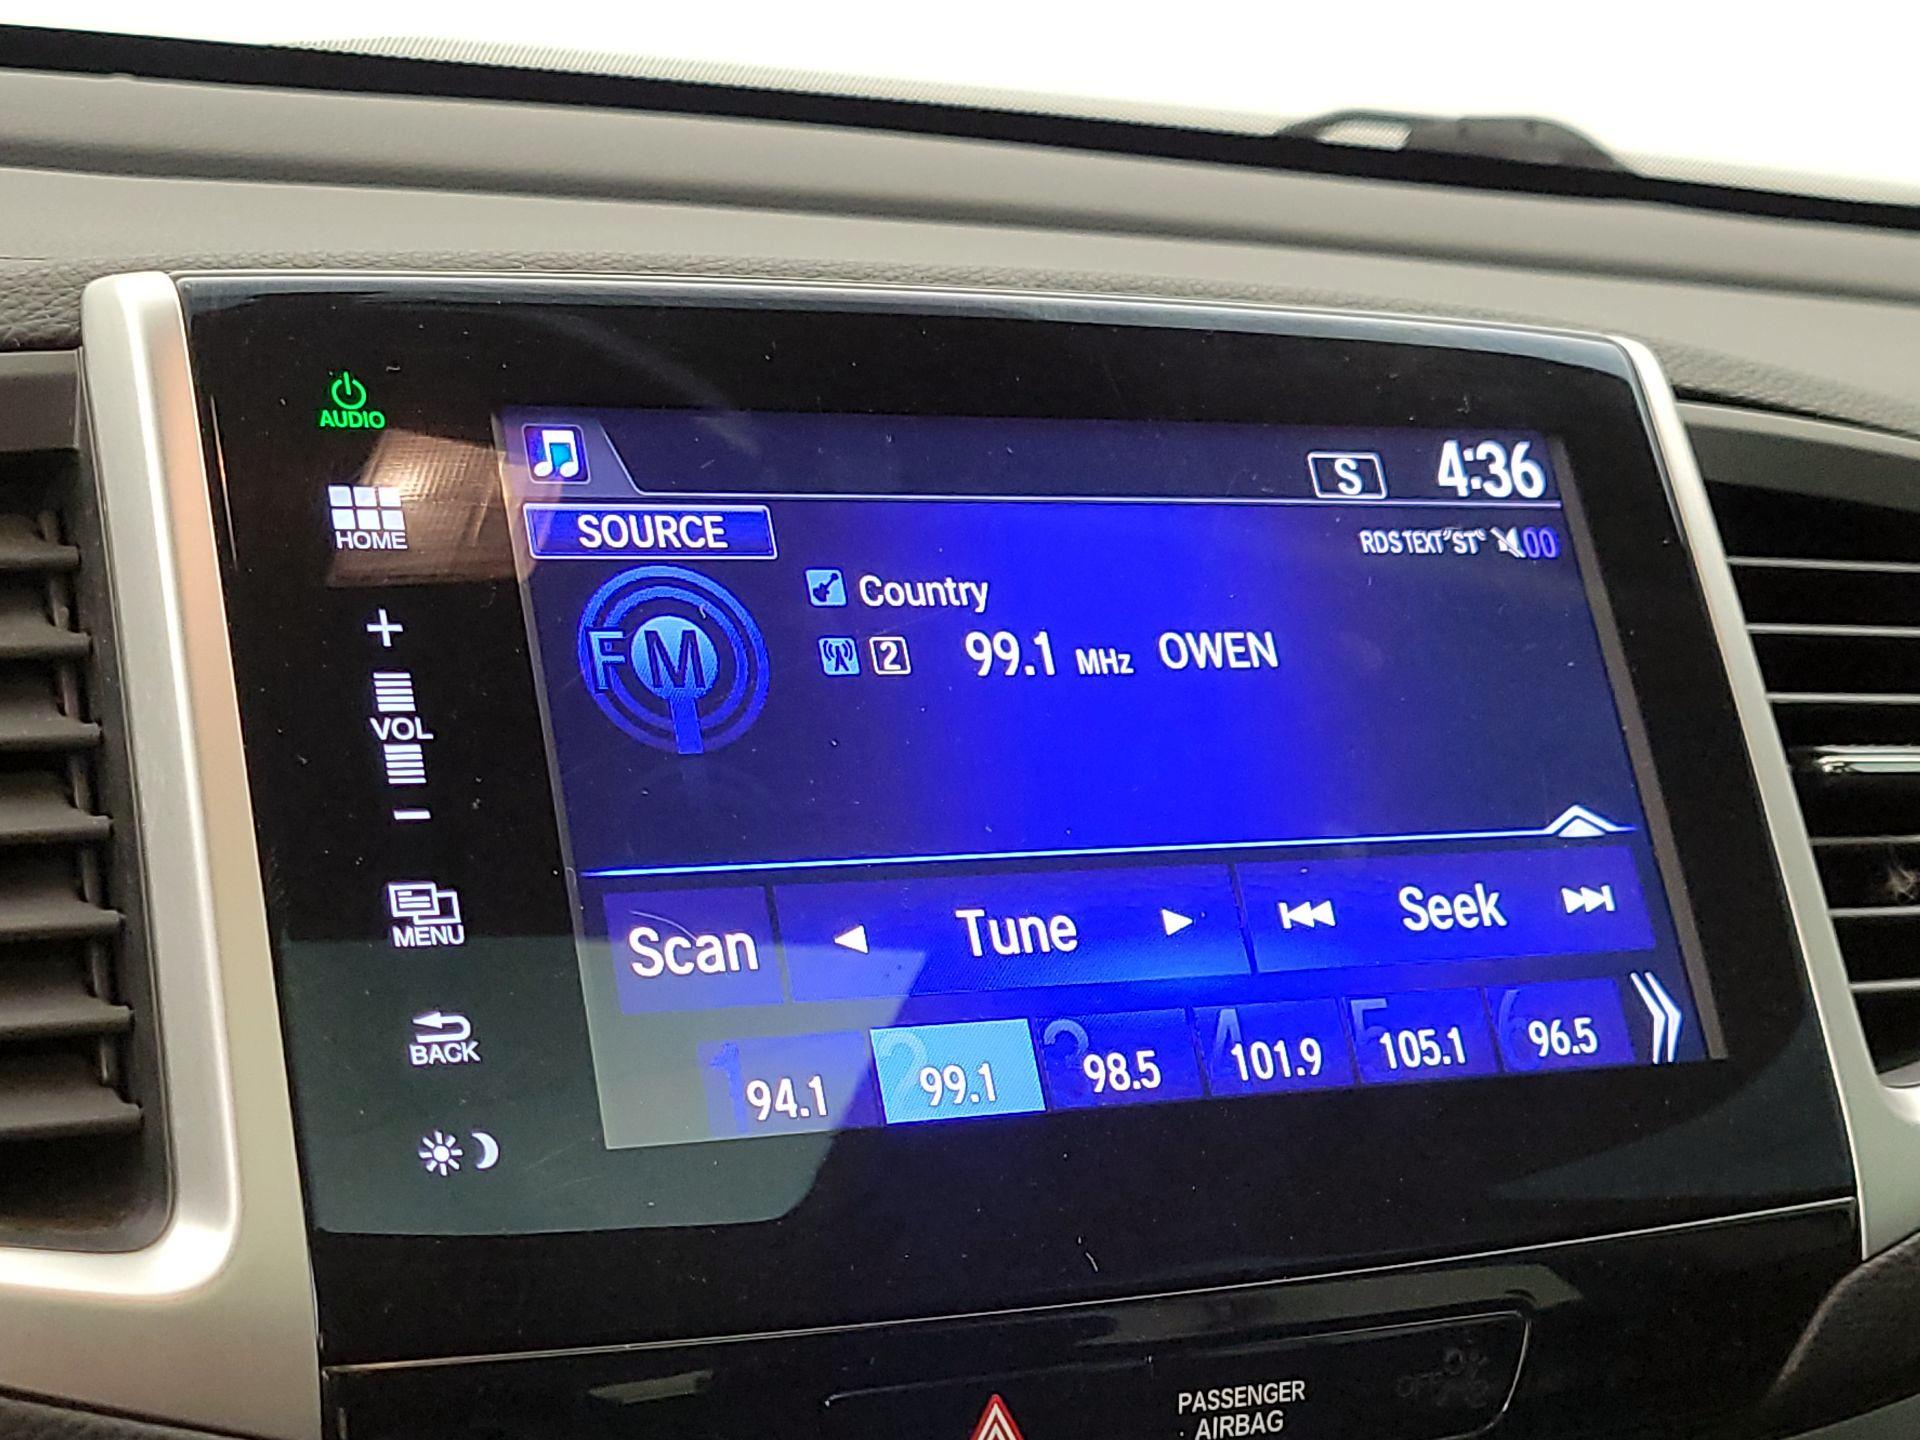 AUDIO
HOME
+
VOL
−
MENU
BACK
S 4:36
SOURCE
RDS TEXT "ST" 00
FM
Country
2 99.1 MHz OWEN
Scan Tune Seek
1 94.1 2 99.1 3 98.5 4 101.9 5 105.1 6 96.5
PASSENGER
AIRBAG
OFF